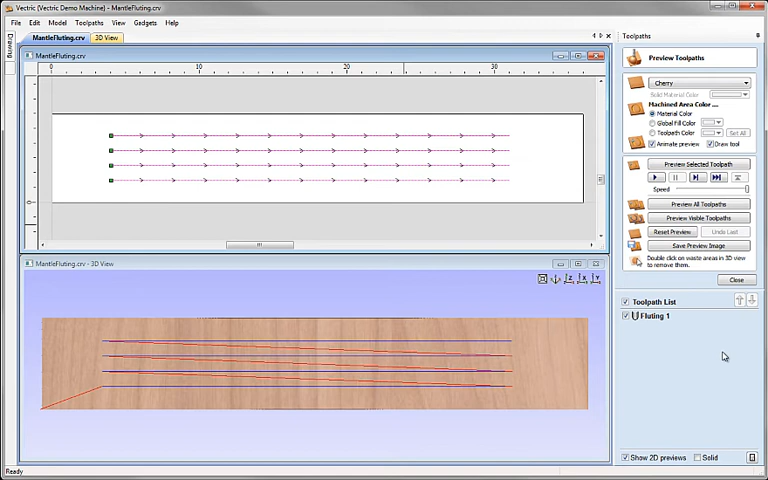 Vectric (Vectric Demo Machine) - MantleFluting.crv
File Edit Model Toolpaths View Gadgets Help
MantleFluting.crv 3D View
Drawing
MantleFluting.crv
0 10 20 30
0
MantleFluting.crv - 3D View
Z X Y
Ready
Toolpaths
Preview Toolpaths
Cherry
Solid Material Color
Machined Area Color ...
Material Color
Global Fill Color
Toolpath Color Set All
Animate preview Draw tool
Preview Selected Toolpath
Speed
Preview All Toolpaths
Preview Visible Toolpaths
Reset Preview Undo Last
Save Preview Image
Double click on waste areas in 3D view
to remove them.
Close
Toolpath List
Fluting 1
Show 2D previews Solid